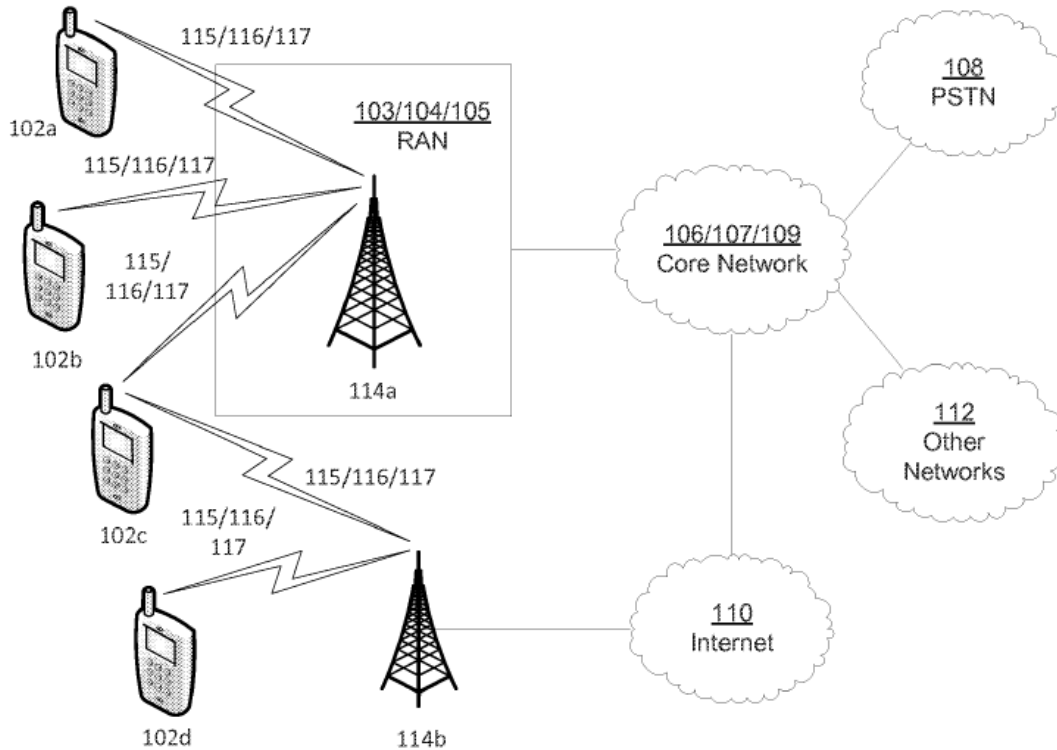 115/116/117
102a
103/104/105
RAN
108
PSTN
115/116/117
102b
115/
116/117
106/107/109
Core Network
114a
102c
115/116/117
112
Other
Networks
115/116/
117
102d
114b
110
Internet